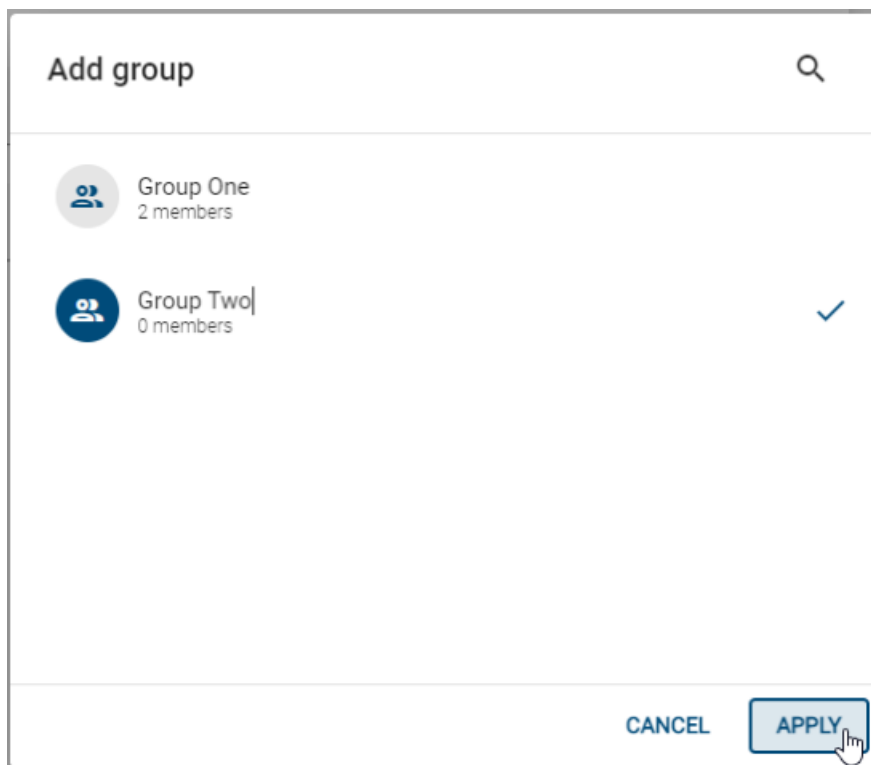 Add group
Group One
2 members
Group Two
0 members
CANCEL
APPLY